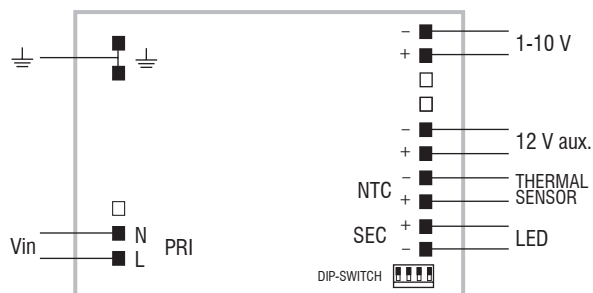 − 1-10 V
+
− 12 V aux.
+
NTC − THERMAL
+ SENSOR
SEC + LED
−
N
Vin PRI
L
DIP-SWITCH